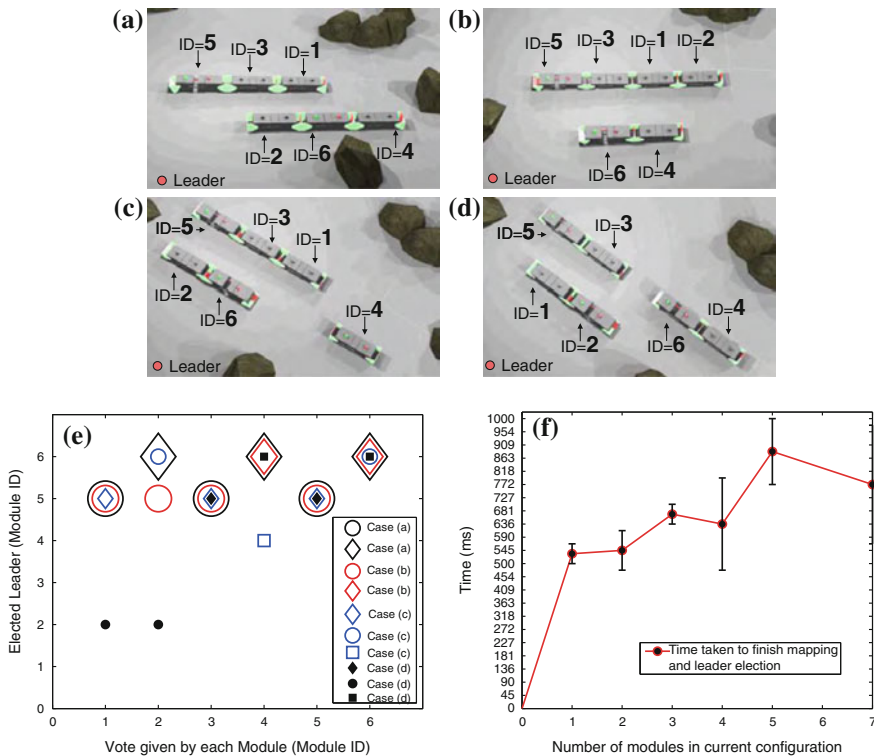 (a)
ID=5
ID=3
ID=1
ID=2
ID=6
ID=4
Leader
(b)
ID=5
ID=3
ID=1
ID=2
ID=6
ID=4
Leader
(c)
ID=5
ID=3
ID=1
ID=2
ID=6
ID=4
Leader
(d)
ID=5
ID=3
ID=1
ID=2
ID=6
ID=4
Leader
(e)
Elected Leader (Module ID)
6
5
4
3
2
1
0
0 1 2 3 4 5 6
Vote given by each Module (Module ID)
Case (a)
Case (a)
Case (b)
Case (b)
Case (c)
Case (c)
Case (c)
Case (d)
Case (d)
Case (d)
(f)
Time (ms)
1000
954
909
863
818
772
727
681
636
590
545
500
454
409
363
318
272
227
181
136
90
45
0
0 1 2 3 4 5 7
Number of modules in current configuration
Time taken to finish mapping
and leader election